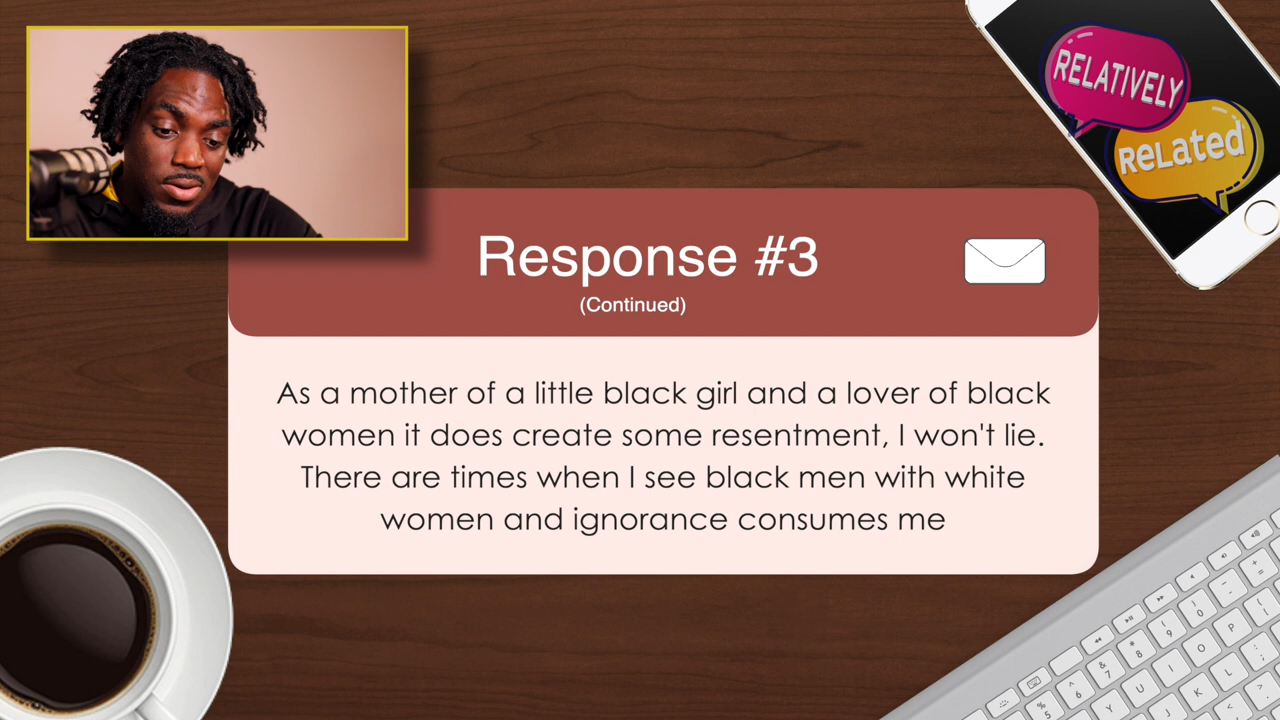 RELATIVELY
ReLated
Response #3
(Continued)
As a mother of a little black girl and a lover of black
women it does create some resentment, I won't lie.
There are times when I see black men with white
women and ignorance consumes me